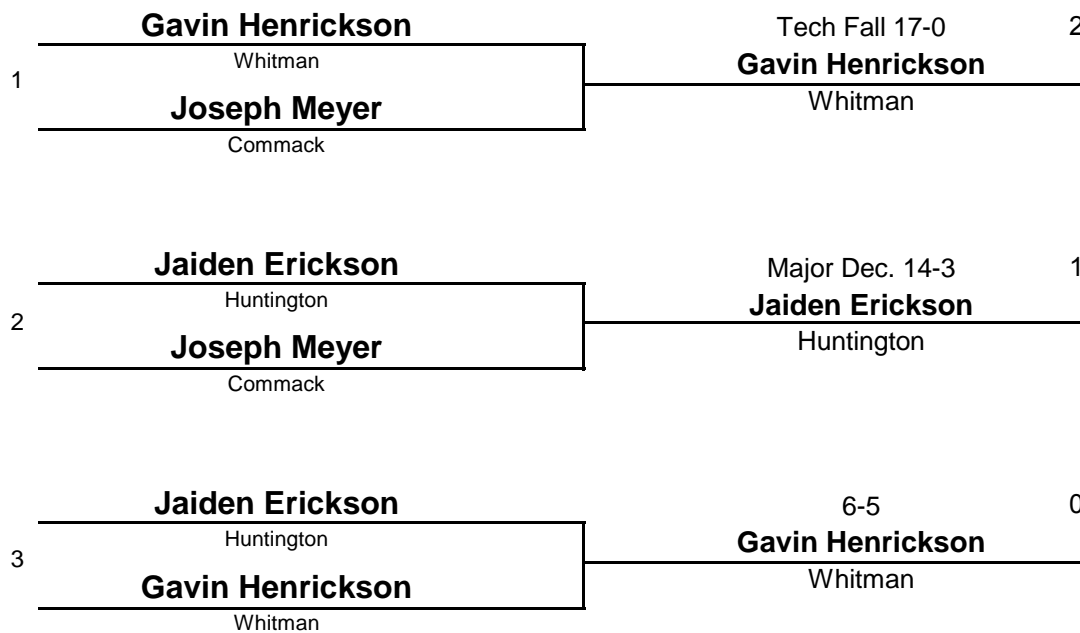 Gavin Henrickson
Whitman
1
Joseph Meyer
Commack
Tech Fall 17-0
2
Gavin Henrickson
Whitman
Jaiden Erickson
Huntington
2
Joseph Meyer
Commack
Major Dec. 14-3
1
Jaiden Erickson
Huntington
Jaiden Erickson
Huntington
3
Gavin Henrickson
Whitman
6-5
0
Gavin Henrickson
Whitman